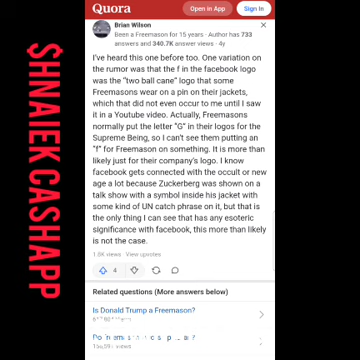 SHNAIEK CASHAPP
Quora
Open in App
Sign In
Brian Wilson
Been a Freemason for 15 years · Author has 733
answers and 340.7K answer views · 4y
I've heard this one before too. One variation on
the rumor was that the f in the facebook logo
was the "two ball cane" logo that some
Freemasons wear on a pin on their jackets,
which that did not even occur to me until I saw
it in a Youtube video. Actually, Freemasons
normally put the letter "G" in their logos for the
Supreme Being, so I can't see them putting an
"f" for Freemason on something. It is more than
likely just for their company's logo. I know
facebook gets connected with the occult or new
age a lot because Zuckerberg was shown on a
talk show with a symbol inside his jacket with
some kind of UN catch phrase on it, but that is
the only thing I can see that has any esoteric
significance with facebook, this more than likely
is not the case.
View upvotes
4
Related questions (More answers below)
Is Donald Trump a Freemason?
views